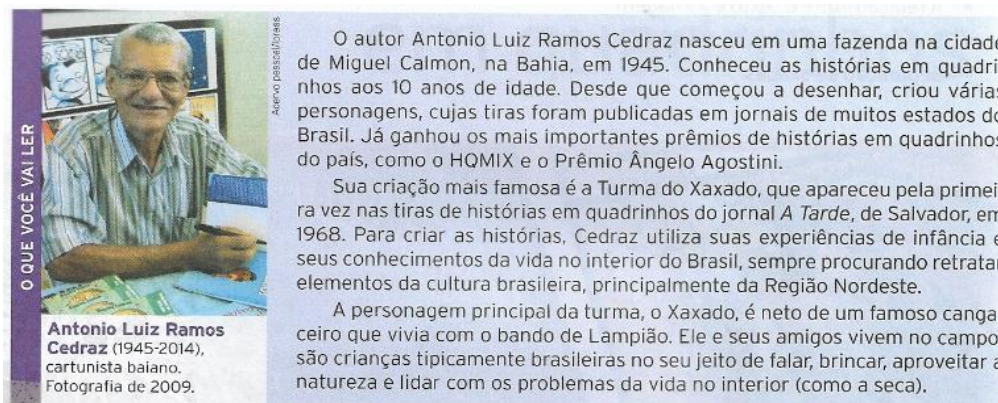 O QUE VOCÊ VAI LER
Acervo pessoal/Ibraes
Antonio Luiz Ramos
Cedraz (1945-2014),
cartunista baiano.
Fotografia de 2009.
O autor Antonio Luiz Ramos Cedraz nasceu em uma fazenda na cidade
de Miguel Calmon, na Bahia, em 1945. Conheceu as histórias em quadri
nhos aos 10 anos de idade. Desde que começou a desenhar, criou várias
personagens, cujas tiras foram publicadas em jornais de muitos estados do
Brasil. Já ganhou os mais importantes prêmios de histórias em quadrinhos
do país, como o HQMIX e o Prêmio Ângelo Agostini.
Sua criação mais famosa é a Turma do Xaxado, que apareceu pela primei
ra vez nas tiras de histórias em quadrinhos do jornal A Tarde, de Salvador, em
1968. Para criar as histórias, Cedraz utiliza suas experiências de infância e
seus conhecimentos da vida no interior do Brasil, sempre procurando retratar
elementos da cultura brasileira, principalmente da Região Nordeste.
A personagem principal da turma, o Xaxado, é neto de um famoso canga
ceiro que vivia com o bando de Lampião. Ele e seus amigos vivem no campo,
são crianças tipicamente brasileiras no seu jeito de falar, brincar, aproveitar a
natureza e lidar com os problemas da vida no interior (como a seca).